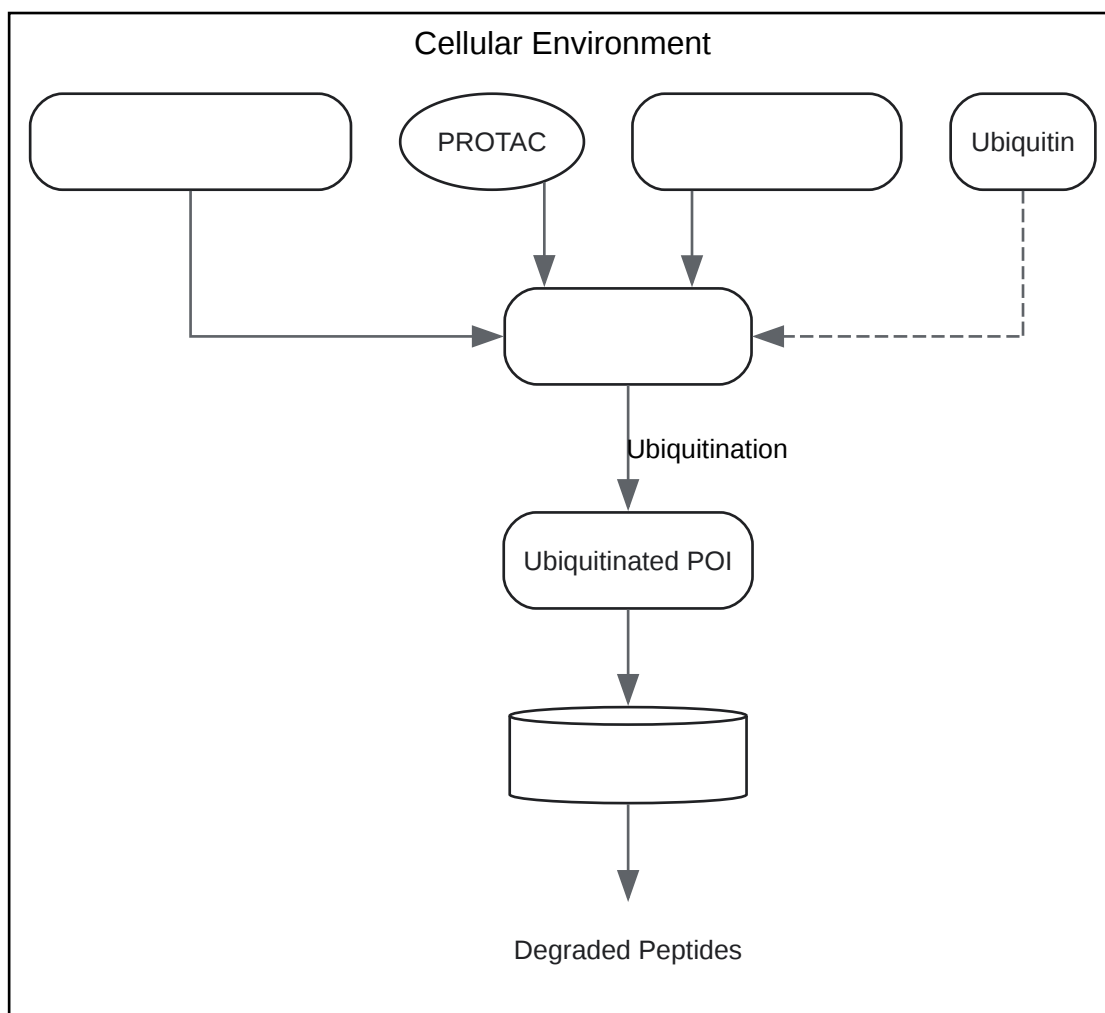 Cellular Environment
PROTAC
Ubiquitin
Ubiquitination
Ubiquitinated POI
Degraded Peptides